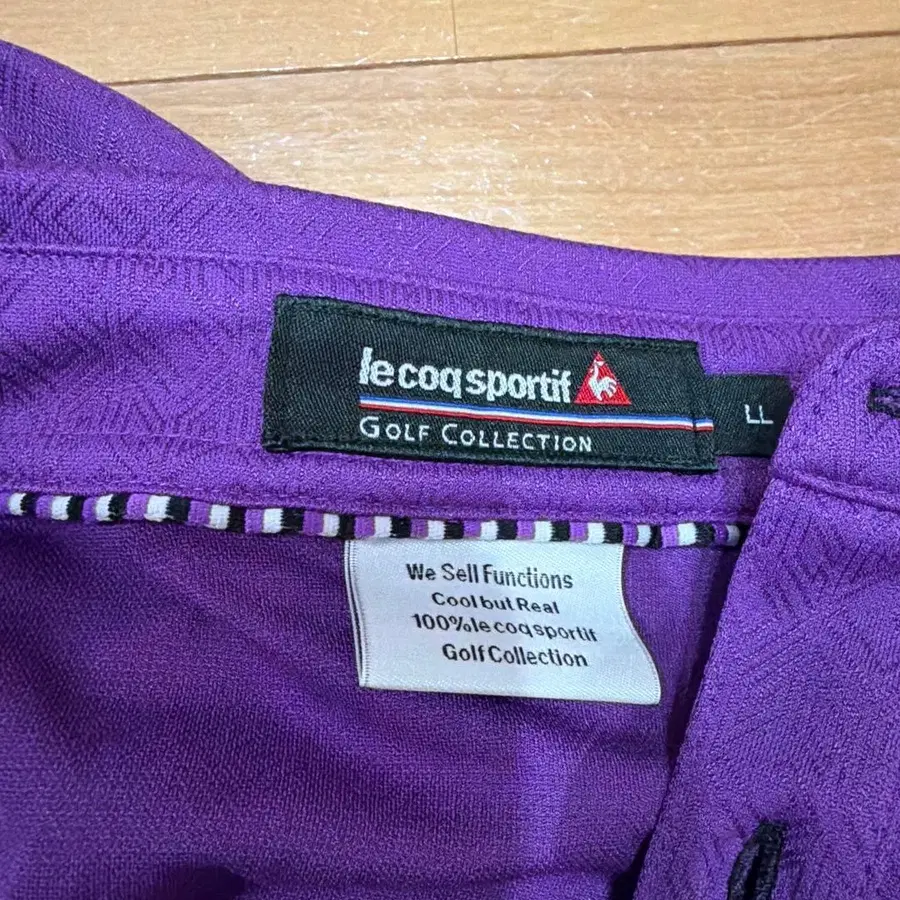 le coq sportif
GOLF COLLECTION
LL
We Sell Functions
Cool but Real
100%le coq sportif
Golf Collection